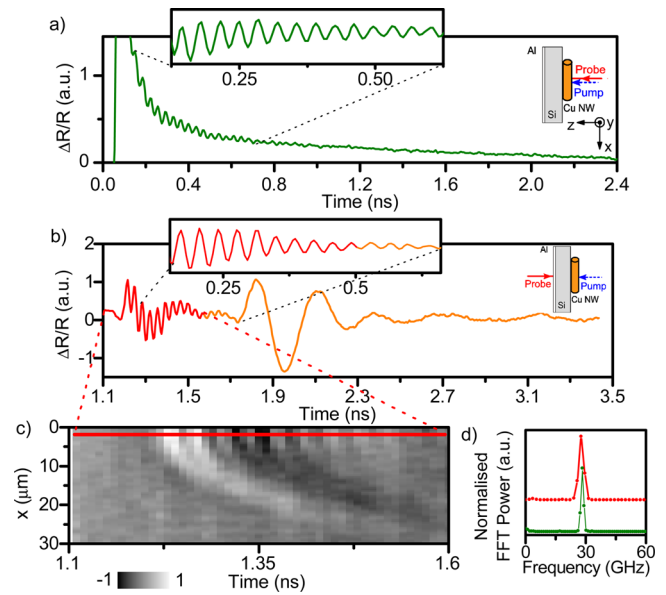 a)
0.25 0.50
1
0
ΔR/R (a.u.)
0.0 0.4 0.8 1.2 1.6 2.0 2.4
Time (ns)
Al
Probe
Pump
Si
Cu NW
z
y
x
b)
0.25 0.5
2
1
0
-1
ΔR/R (a.u.)
1.1 1.5 1.9 2.3 2.7 3.1 3.5
Time (ns)
Al
Probe
Pump
Si
Cu NW
c)
0
10
20
30
x (μm)
1.1 1.35 1.6
Time (ns)
-1 1
d)
Normalised
FFT Power (a.u.)
0 30 60
Frequency (GHz)